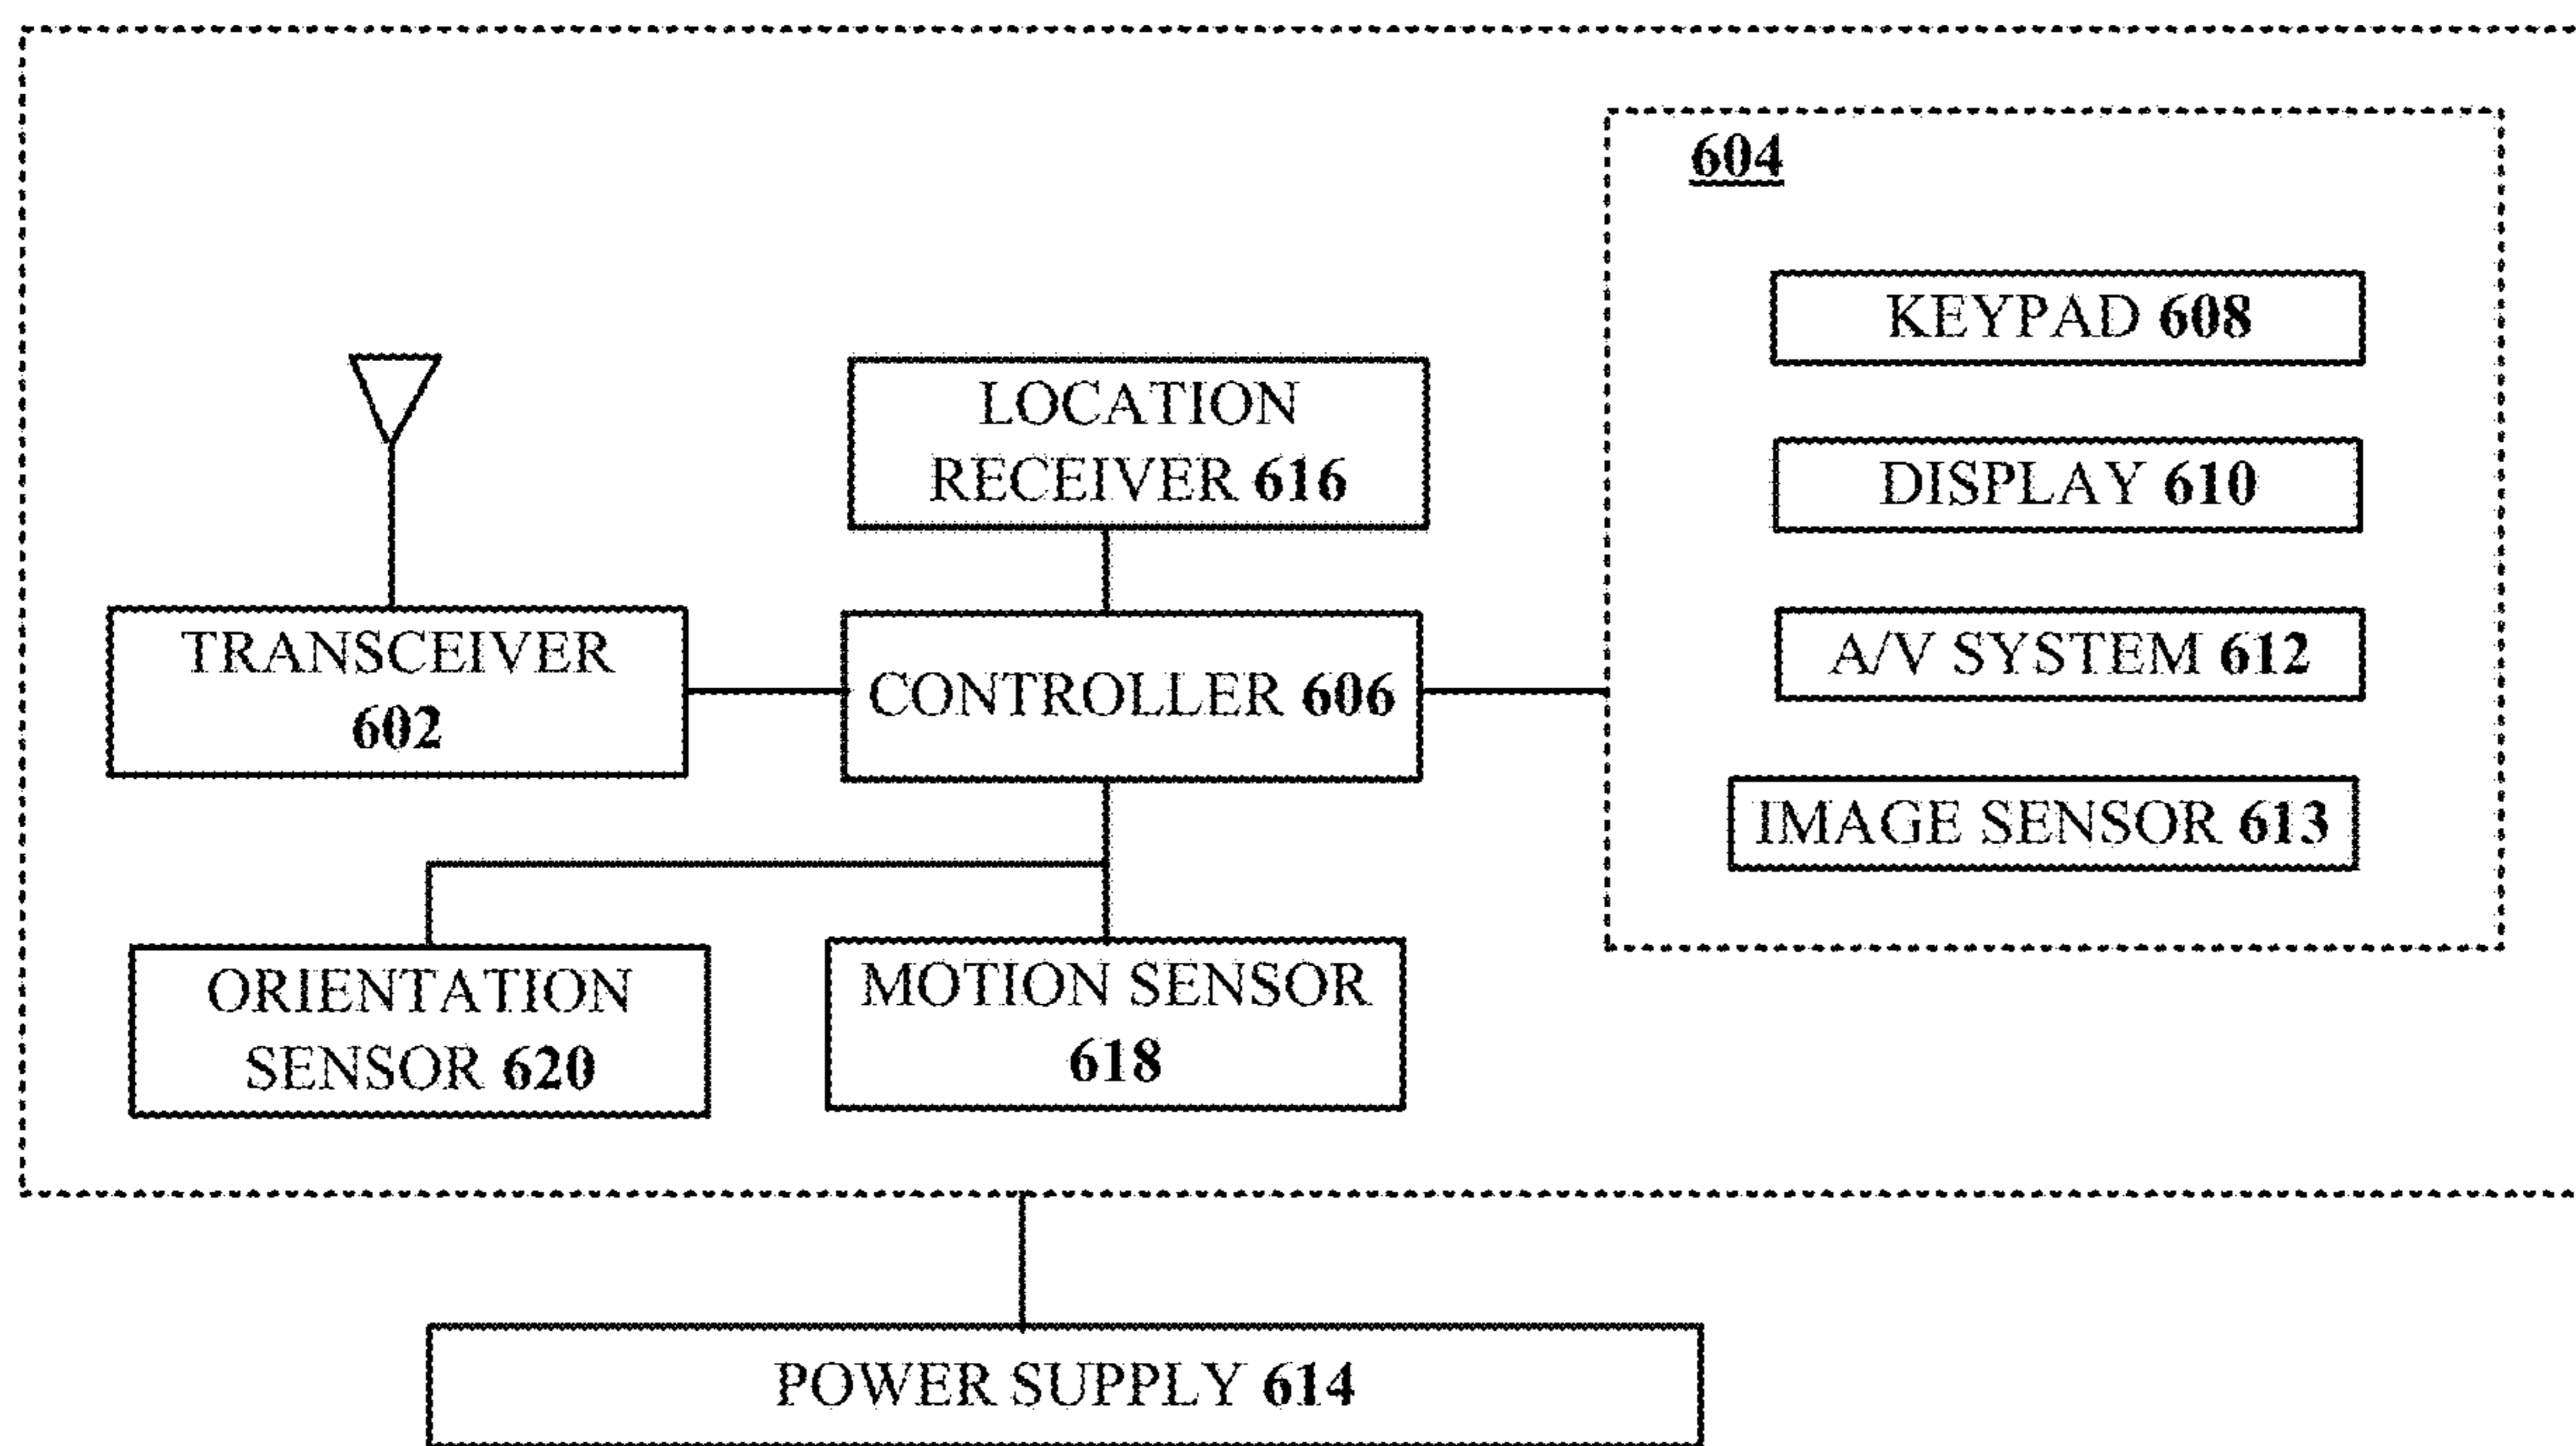 604
KEYPAD 608
LOCATION
RECEIVER 616
DISPLAY 610
TRANSCEIVER
602
CONTROLLER 606
A/V SYSTEM 612
IMAGE SENSOR 613
ORIENTATION
SENSOR 620
MOTION SENSOR
618
POWER SUPPLY 614